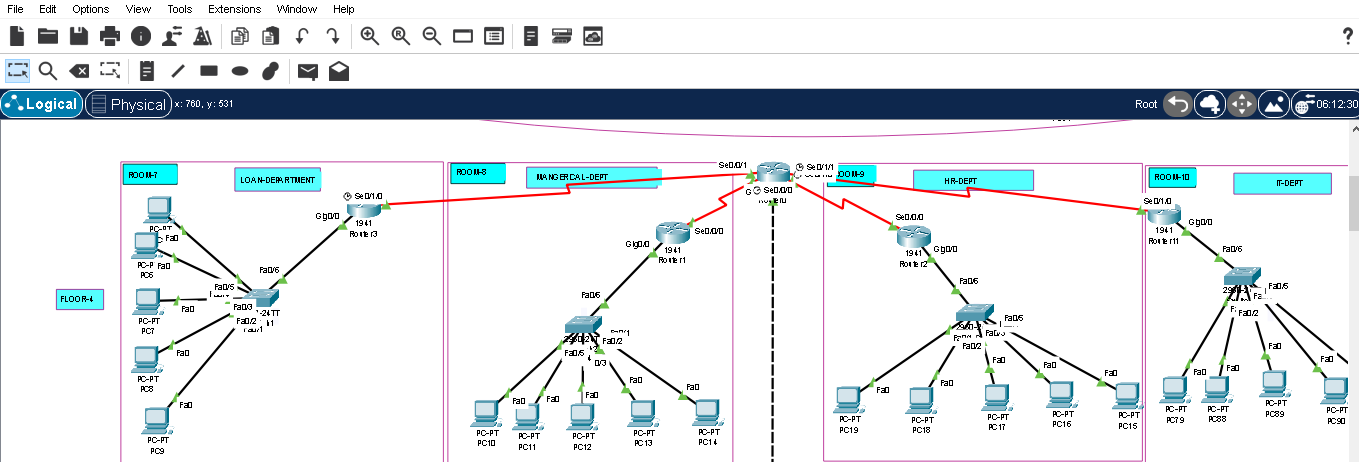 File Edit Options View Tools Extensions Window Help
?
Logical Physical x: 760, y: 531 Root 06:12:30
ROOM-7
LOAN-DEPARTMENT
ROOM-8
MANGERCAL-DEPT
Se0/0/1
Se0/1/1
Se0/0/0
HR-DEPT
ROOM-10
IT-DEPT
Se0/1/0
Gig0/0
1941
Router3
Fa0
Fa0
PC6
Fa0
PC-PT
PC7
Fa0
PC-PT
PC8
Fa0
PC-PT
PC9
Fa0/6
Fa0/5
Fa0/3
Fa0/2
FLOOR-4
Gig0/0
Se0/0/0
1941
Router1
Fa0/6
Fa0/5
Fa0/2
Fa0
Fa0
Fa0
Fa0
Fa0
PC-PT
PC10
PC-PT
PC11
PC-PT
PC12
PC-PT
PC13
PC-PT
PC14
Se0/0/0
Gig0/0
1941
Router2
Fa0/6
Fa0/2
Fa0
Fa0
Fa0
Fa0
Fa0
PC-PT
PC19
PC-PT
PC18
PC-PT
PC17
PC-PT
PC16
PC-PT
PC15
Se0/1/0
Gig0/0
1941
Router11
Fa0/6
Fa0/2
Fa0
Fa0
Fa0
Fa0
PC-PT
PC79
PC-PT
PC88
PC-PT
PC89
PC-PT
PC90